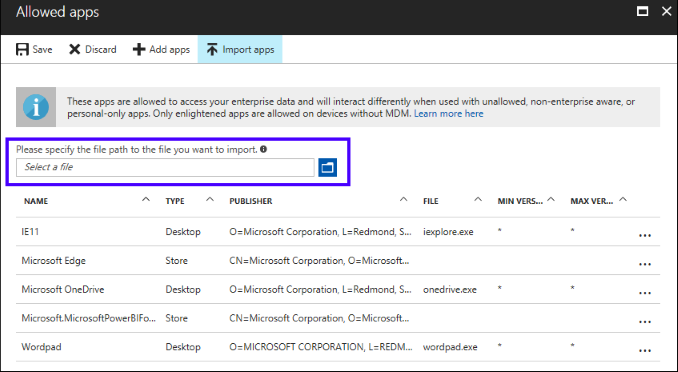 Allowed apps
Save Discard Add apps Import apps
These apps are allowed to access your enterprise data and will interact differently when used with unallowed, non-enterprise aware, or
personal-only apps. Only enlightened apps are allowed on devices without MDM. Learn more here
Please specify the file path to the file you want to import.
Select a file
NAME TYPE PUBLISHER FILE MIN VERS... MAX VER...
IE11 Desktop O=Microsoft Corporation, L=Redmond, S... iexplore.exe * * ...
Microsoft Edge Store CN=Microsoft Corporation, O=Microsoft... ...
Microsoft OneDrive Desktop O=Microsoft Corporation, L=Redmond, S... onedrive.exe * * ...
Microsoft.MicrosoftPowerBIFo... Store CN=Microsoft Corporation, O=Microsoft... ...
Wordpad Desktop O=MICROSOFT CORPORATION, L=REDM... wordpad.exe * * ...